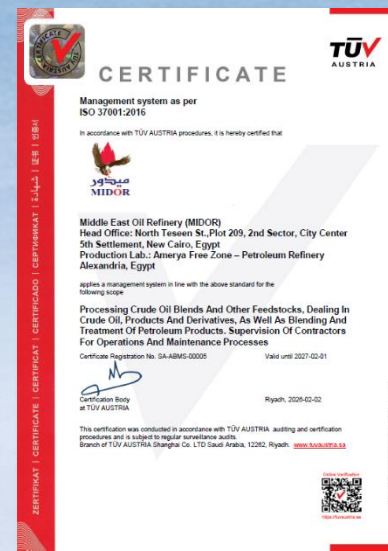 TÜV
AUSTRIA
CERTIFICATE
Management system as per
ISO 37001:2016
In accordance with TÜV AUSTRIA procedures, it is hereby certified that
ميدور
MIDOR
Middle East Oil Refinery (MIDOR)
Head Office: North Teseen St.,Plot 209, 2nd Sector, City Center
5th Settlement, New Cairo, Egypt
Production Lab.: Amerya Free Zone – Petroleum Refinery
Alexandria, Egypt
applies a management system in line with the above standard for the
following scope
Processing Crude Oil Blends And Other Feedstocks, Dealing In
Crude Oil, Products And Derivatives, As Well As Blending And
Treatment Of Petroleum Products. Supervision Of Contractors
For Operations And Maintenance Processes
Certificate Registration No. SA-ABMS-00005 Valid until 2027-02-01
Certification Body
at TÜV AUSTRIA
Riyadh, 2026-02-02
This certification was conducted in accordance with TÜV AUSTRIA auditing and certification
procedures and is subject to regular surveillance audits.
Branch of TÜV AUSTRIA Shanghai Co. LTD Saudi Arabia, 12262, Riyadh. www.tuvaustria.sa
Online Verification
ZERTIFIKAT | CERTIFICATE | CERTIFICAT | CERTIFICADO | СЕРТИФИКАТ | شهادة | 证书 | 인증서